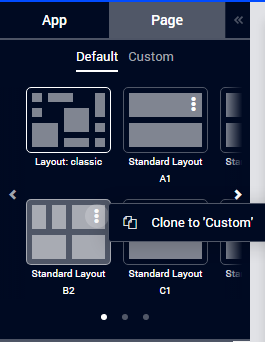 App Page
Default Custom
Layout: classic Standard Layout
A1
Standard Layout Standard Layout
B2 C1
Clone to 'Custom'